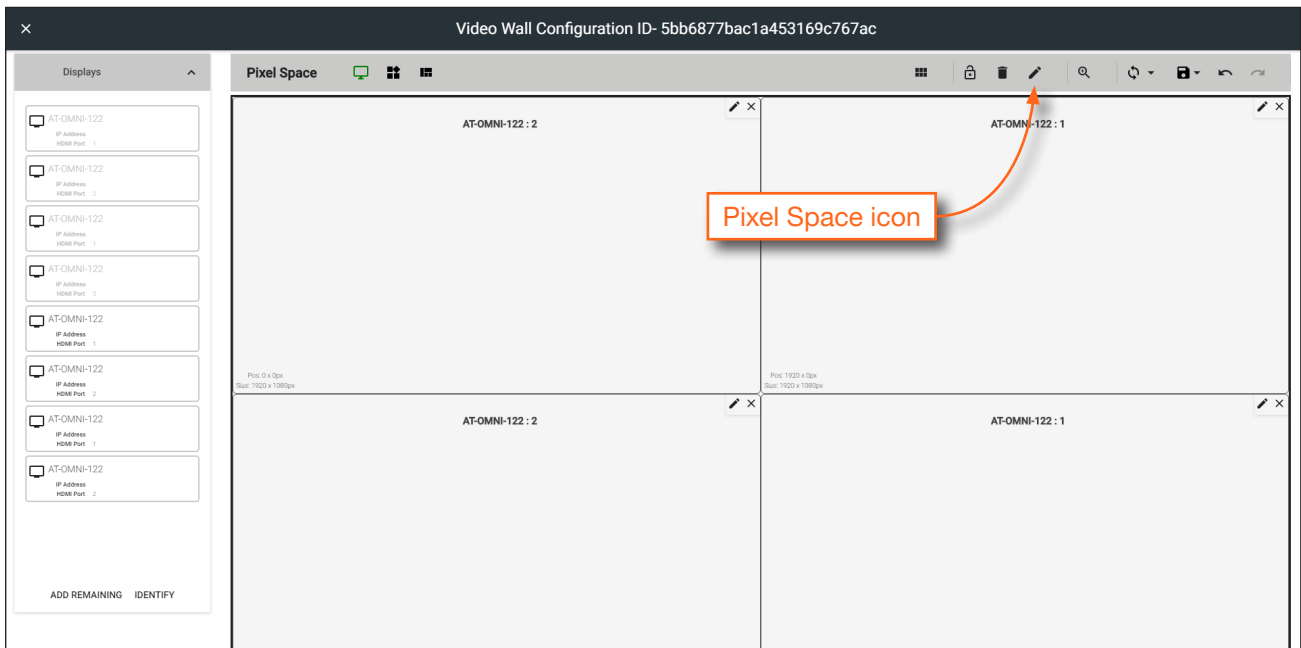 Video Wall Configuration ID- 5bb6877bac1a453169c767ac
Displays
Pixel Space
AT-OMNI-122
IP Address
HDMI Port 1
AT-OMNI-122
IP Address
HDMI Port 2
AT-OMNI-122
IP Address
HDMI Port 1
AT-OMNI-122
IP Address
HDMI Port 2
AT-OMNI-122
IP Address
HDMI Port 1
AT-OMNI-122
IP Address
HDMI Port 2
AT-OMNI-122
IP Address
HDMI Port 1
AT-OMNI-122
IP Address
HDMI Port 2
ADD REMAINING IDENTIFY
AT-OMNI-122 : 2
Pos: 0 x 0px
Size: 1920 x 1080px
AT-OMNI-122 : 1
Pixel Space icon
Pos: 1920 x 0px
Size: 1920 x 1080px
AT-OMNI-122 : 2
AT-OMNI-122 : 1